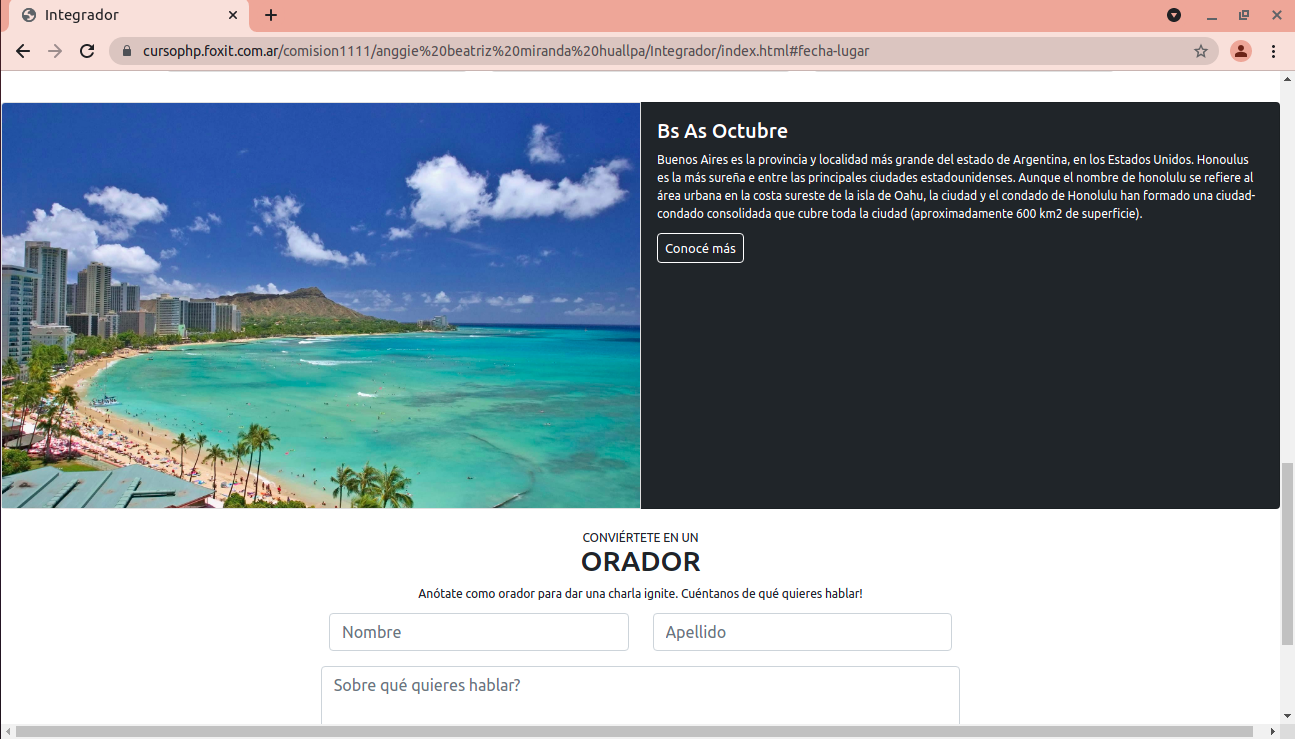 Integrador
cursophp.foxit.com.ar/comision1111/anggie%20beatriz%20miranda%20huallpa/Integrador/index.html#fecha-lugar
Bs As Octubre
Buenos Aires es la provincia y localidad más grande del estado de Argentina, en los Estados Unidos. Honoulus
es la más sureña e entre las principales ciudades estadounidenses. Aunque el nombre de honolulu se refiere al
área urbana en la costa sureste de la isla de Oahu, la ciudad y el condado de Honolulu han formado una ciudad-
condado consolidada que cubre toda la ciudad (aproximadamente 600 km2 de superficie).
Conocé más
CONVIÉRTETE EN UN
ORADOR
Anótate como orador para dar una charla ignite. Cuéntanos de qué quieres hablar!
Nombre
Apellido
Sobre qué quieres hablar?